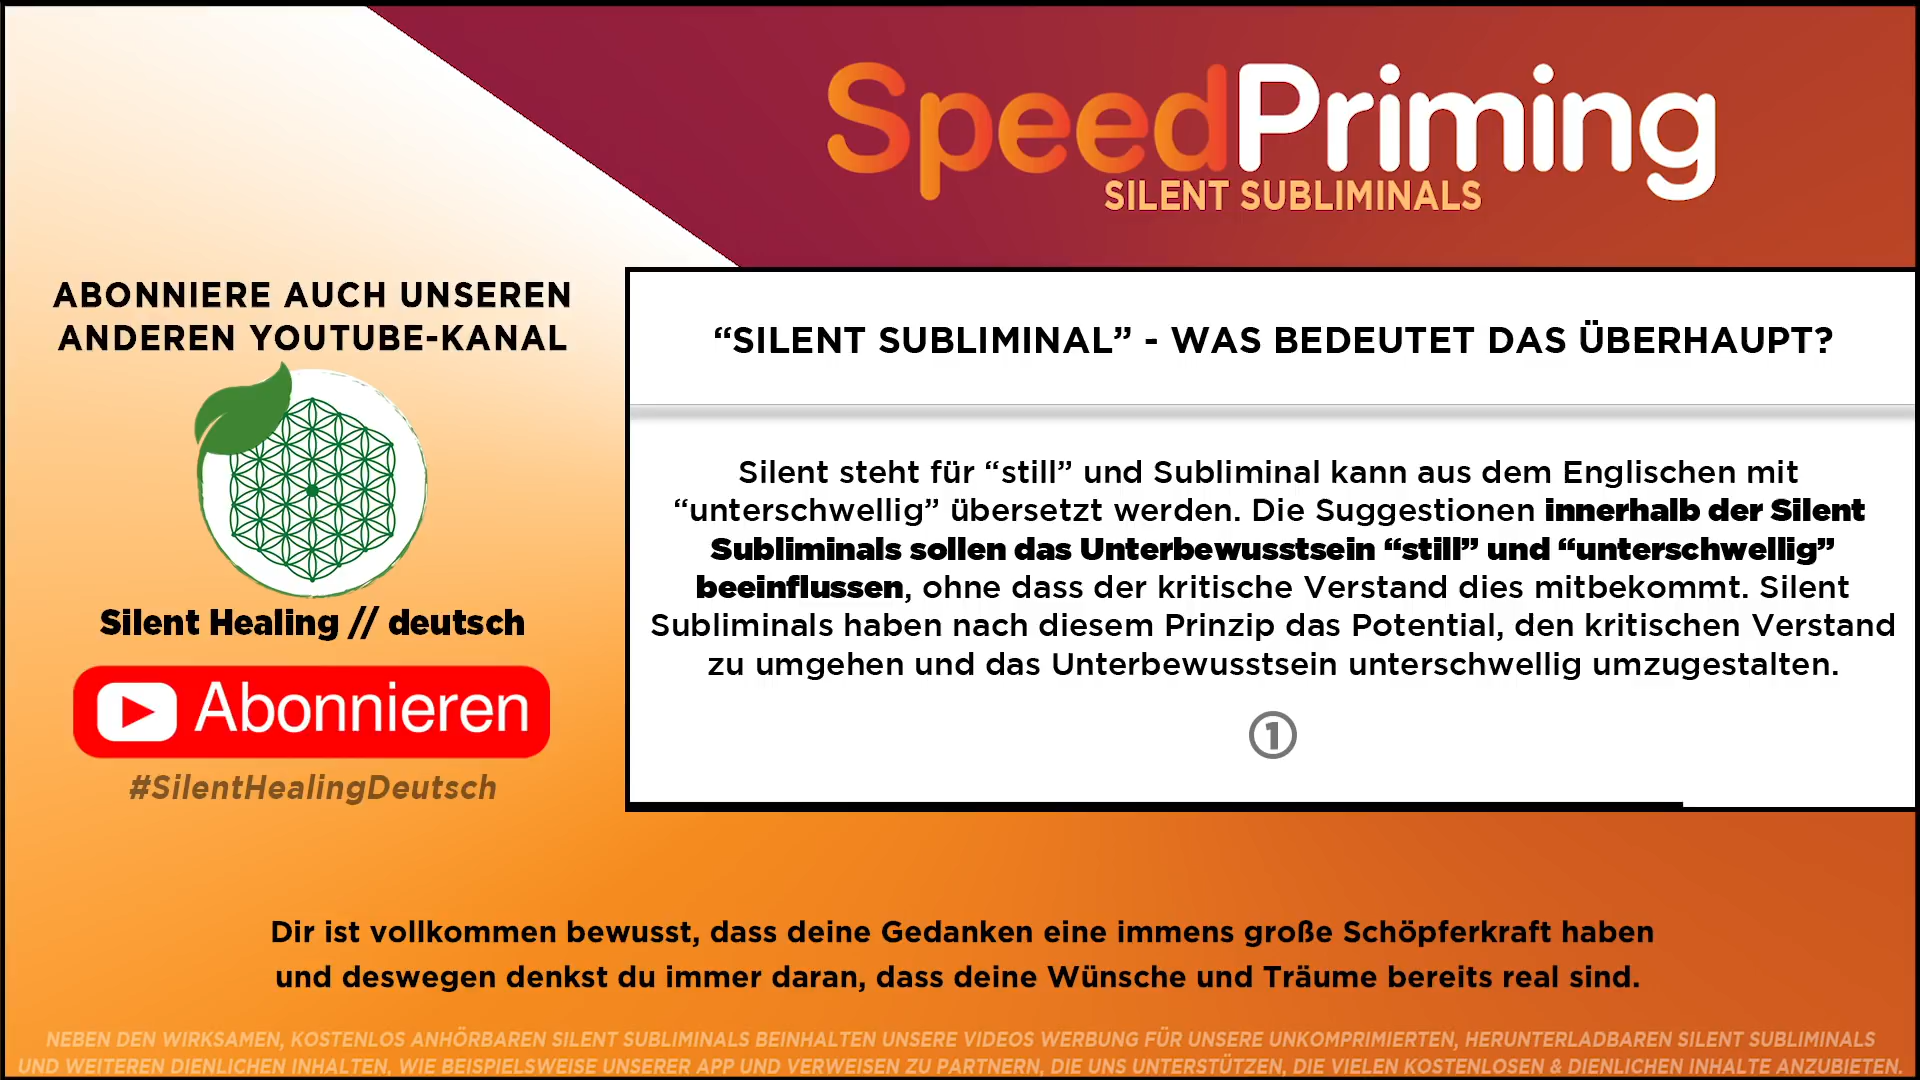 SpeedPriming
SILENT SUBLIMINALS
ABONNIERE AUCH UNSEREN
ANDEREN YOUTUBE-KANAL
Silent Healing // deutsch
Abonnieren
#SilentHealingDeutsch
“SILENT SUBLIMINAL” - WAS BEDEUTET DAS ÜBERHAUPT?
Silent steht für “still” und Subliminal kann aus dem Englischen mit
“unterschwellig” übersetzt werden. Die Suggestionen innerhalb der Silent
Subliminals sollen das Unterbewusstsein “still” und “unterschwellig”
beeinflussen, ohne dass der kritische Verstand dies mitbekommt. Silent
Subliminals haben nach diesem Prinzip das Potential, den kritischen Verstand
zu umgehen und das Unterbewusstsein unterschwellig umzugestalten.
①
Dir ist vollkommen bewusst, dass deine Gedanken eine immens große Schöpferkraft haben
und deswegen denkst du immer daran, dass deine Wünsche und Träume bereits real sind.
NEBEN DEN WIRKSAMEN, KOSTENLOS ANHÖRBAREN SILENT SUBLIMINALS BEINHALTEN UNSERE VIDEOS WERBUNG FÜR UNSERE UNKOMPRIMIERTEN, HERUNTERLADBAREN SILENT SUBLIMINALS
UND WEITEREN DIENLICHEN INHALTEN, WIE BEISPIELSWEISE UNSERER APP UND VERWEISEN ZU PARTNERN, DIE UNS UNTERSTÜTZEN, DIE VIELEN KOSTENLOSEN & DIENLICHEN INHALTE ANZUBIETEN.